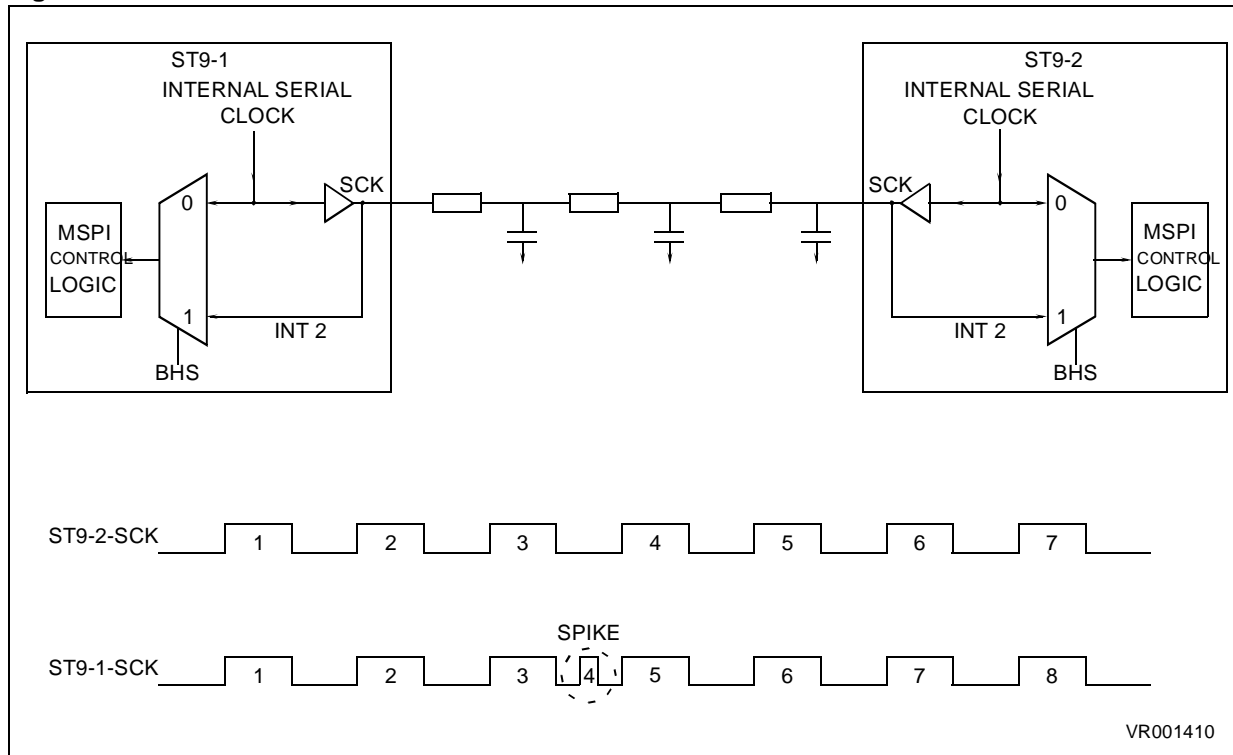 ST9-1
INTERNAL SERIAL
CLOCK
SCK
0
MSPI
CONTROL
LOGIC
1
INT 2
BHS
ST9-2
INTERNAL SERIAL
CLOCK
SCK
0
MSPI
CONTROL
LOGIC
1
INT 2
BHS
ST9-2-SCK 1 2 3 4 5 6 7
SPIKE
ST9-1-SCK 1 2 3 4 5 6 7 8
VR001410